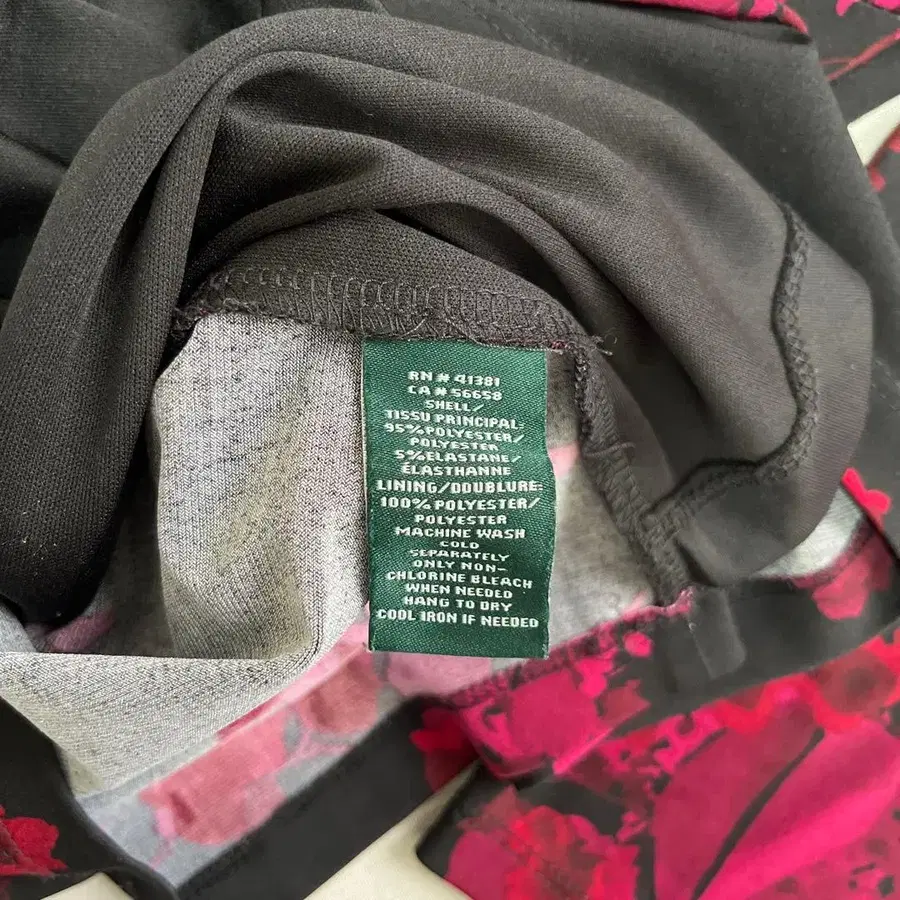 RN # 41381
CA # 56658
SHELL/
TISSU PRINCIPAL:
95% POLYESTER/
POLYESTER
5% ELASTANE/
ÉLASTHANNE
LINING/DOUBLURE:
100% POLYESTER/
POLYESTER
MACHINE WASH
COLD
SEPARATELY
ONLY NON-
CHLORINE BLEACH
WHEN NEEDED
HANG TO DRY
COOL IRON IF NEEDED